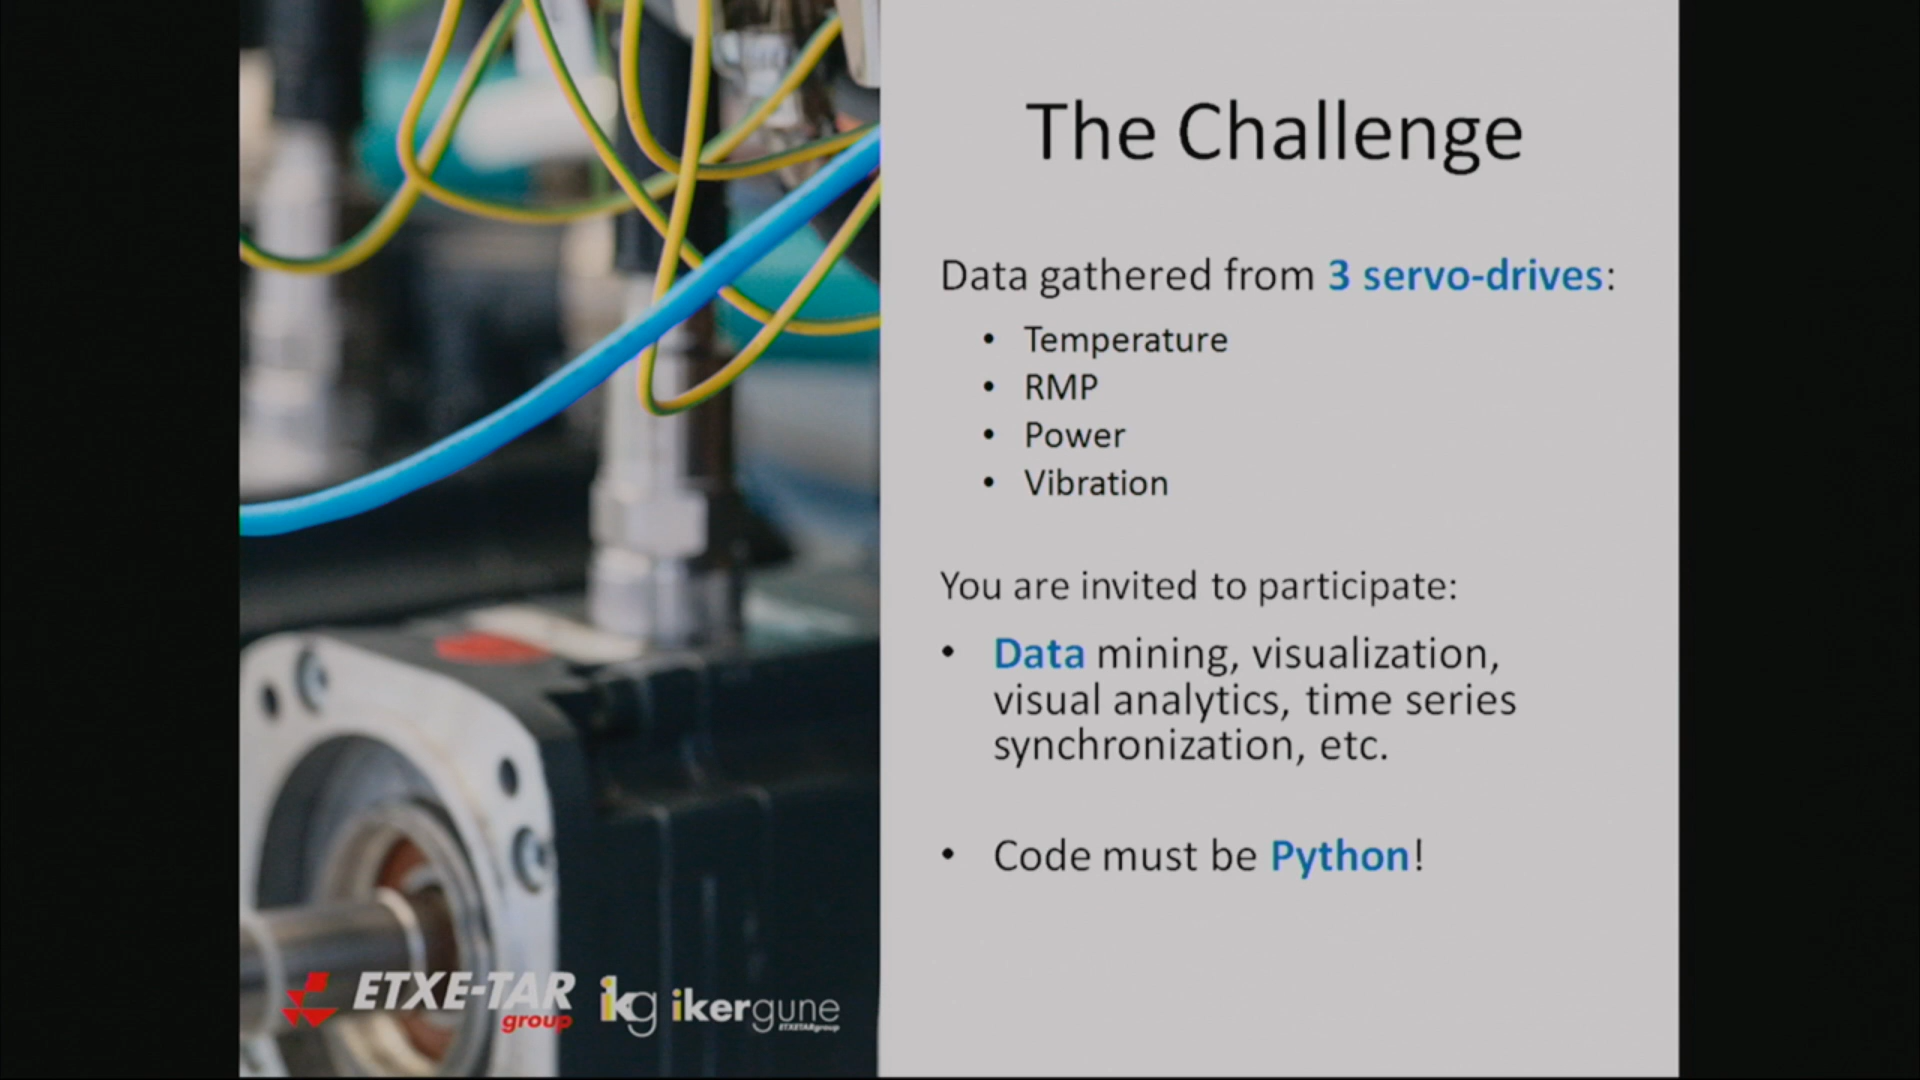 The Challenge
Data gathered from 3 servo-drives:
• Temperature
• RMP
• Power
• Vibration
You are invited to participate:
• Data mining, visualization,
visual analytics, time series
synchronization, etc.
• Code must be Python!
ETXE-TAR
group
ikg ikergune
ETXETARgroup